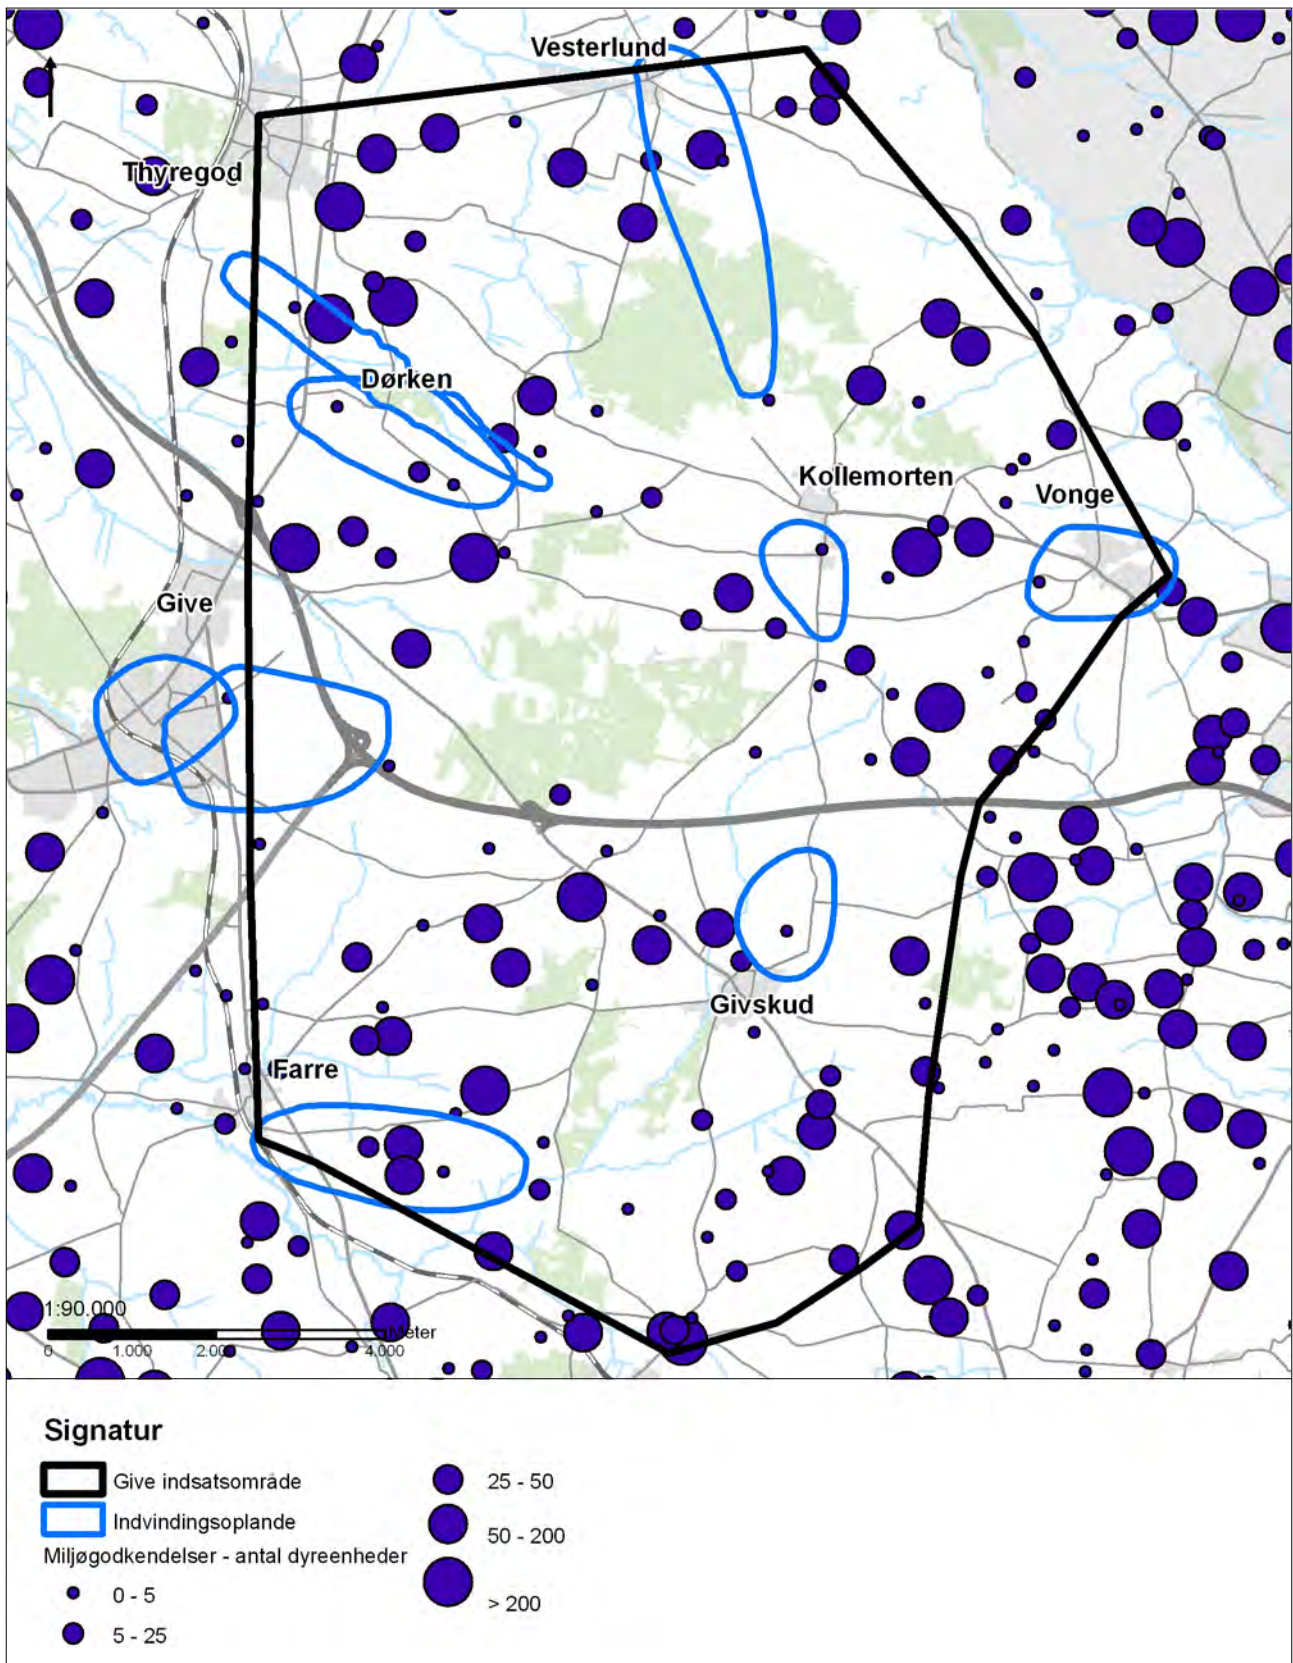 Vesterlund
Thyregod
Dørken
Kollemorten
Vonge
Give
Givskud
Farre
1:90.000
Meter
0 1.000 2.000 4.000
Signatur
Give indsatsområde
Indvindingsoplande
Miljøgodkendelser - antal dyreenheder
0 - 5
5 - 25
25 - 50
50 - 200
> 200